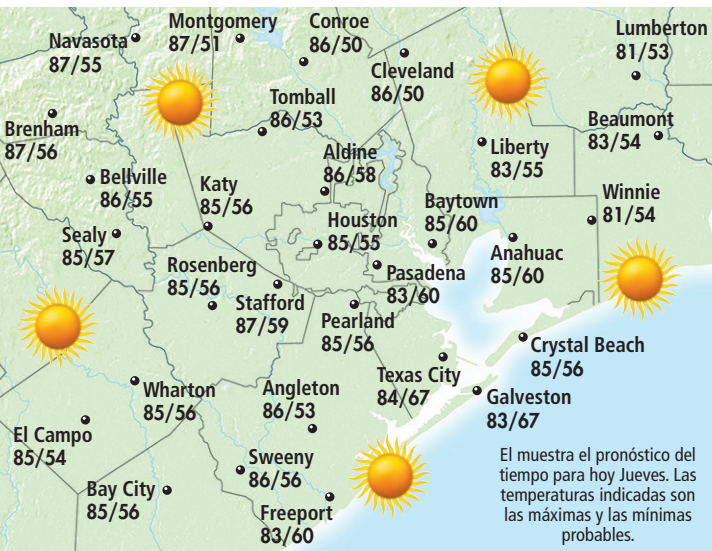 Navasota
87/55
Montgomery
87/51
Conroe
86/50
Cleveland
86/50
Lumberton
81/53
Tomball
86/53
Brenham
87/56
Beaumont
83/54
Liberty
83/55
Aldine
86/58
Bellville
86/55
Katy
85/56
Baytown
85/60
Winnie
81/54
Houston
85/55
Sealy
85/57
Anahuac
85/60
Rosenberg
85/56
Pasadena
83/60
Stafford
87/59
Pearland
85/56
Crystal Beach
85/56
Texas City
84/67
Wharton
85/56
Angleton
86/53
Galveston
83/67
El Campo
85/54
Sweeny
86/56
Bay City
85/56
Freeport
83/60
El muestra el pronóstico del
tiempo para hoy Jueves. Las
temperaturas indicadas son
las máximas y las mínimas
probables.